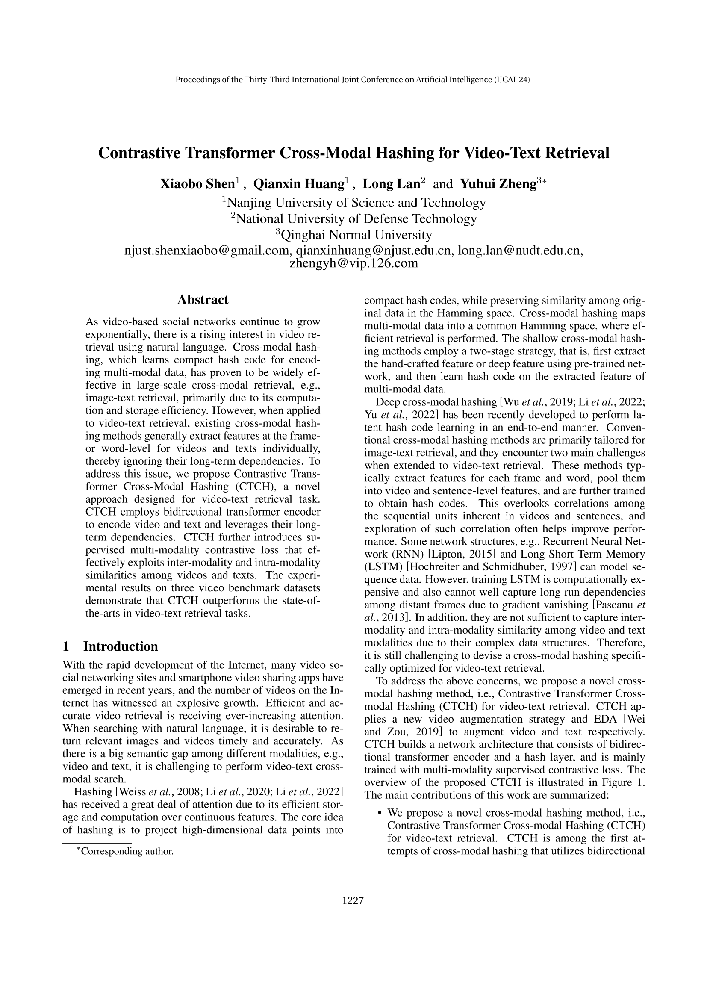 Proceedings of the Thirty-Third International Joint Conference on Artificial Intelligence (IJCAI-24)
Contrastive Transformer Cross-Modal Hashing for Video-Text Retrieval
Xiaobo Shen1 , Qianxin Huang1 , Long Lan2 and Yuhui Zheng3*
1Nanjing University of Science and Technology
2National University of Defense Technology
3Qinghai Normal University
njust.shenxiaobo@gmail.com, qianxinhuang@njust.edu.cn, long.lan@nudt.edu.cn,
zhengyh@vip.126.com
Abstract
As video-based social networks continue to grow
exponentially, there is a rising interest in video re-
trieval using natural language. Cross-modal hash-
ing, which learns compact hash code for encod-
ing multi-modal data, has proven to be widely ef-
fective in large-scale cross-modal retrieval, e.g.,
image-text retrieval, primarily due to its computa-
tion and storage efficiency. However, when applied
to video-text retrieval, existing cross-modal hash-
ing methods generally extract features at the frame-
or word-level for videos and texts individually,
thereby ignoring their long-term dependencies. To
address this issue, we propose Contrastive Trans-
former Cross-Modal Hashing (CTCH), a novel
approach designed for video-text retrieval task.
CTCH employs bidirectional transformer encoder
to encode video and text and leverages their long-
term dependencies. CTCH further introduces su-
pervised multi-modality contrastive loss that ef-
fectively exploits inter-modality and intra-modality
similarities among videos and texts. The experi-
mental results on three video benchmark datasets
demonstrate that CTCH outperforms the state-of-
the-arts in video-text retrieval tasks.
1 Introduction
With the rapid development of the Internet, many video so-
cial networking sites and smartphone video sharing apps have
emerged in recent years, and the number of videos on the In-
ternet has witnessed an explosive growth. Efficient and ac-
curate video retrieval is receiving ever-increasing attention.
When searching with natural language, it is desirable to re-
turn relevant images and videos timely and accurately. As
there is a big semantic gap among different modalities, e.g.,
video and text, it is challenging to perform video-text cross-
modal search.
Hashing [Weiss et al., 2008; Li et al., 2020; Li et al., 2022]
has received a great deal of attention due to its efficient stor-
age and computation over continuous features. The core idea
of hashing is to project high-dimensional data points into
*Corresponding author.
compact hash codes, while preserving similarity among orig-
inal data in the Hamming space. Cross-modal hashing maps
multi-modal data into a common Hamming space, where ef-
ficient retrieval is performed. The shallow cross-modal hash-
ing methods employ a two-stage strategy, that is, first extract
the hand-crafted feature or deep feature using pre-trained net-
work, and then learn hash code on the extracted feature of
multi-modal data.
Deep cross-modal hashing [Wu et al., 2019; Li et al., 2022;
Yu et al., 2022] has been recently developed to perform la-
tent hash code learning in an end-to-end manner. Conven-
tional cross-modal hashing methods are primarily tailored for
image-text retrieval, and they encounter two main challenges
when extended to video-text retrieval. These methods typ-
ically extract features for each frame and word, pool them
into video and sentence-level features, and are further trained
to obtain hash codes. This overlooks correlations among
the sequential units inherent in videos and sentences, and
exploration of such correlation often helps improve perfor-
mance. Some network structures, e.g., Recurrent Neural Net-
work (RNN) [Lipton, 2015] and Long Short Term Memory
(LSTM) [Hochreiter and Schmidhuber, 1997] can model se-
quence data. However, training LSTM is computationally ex-
pensive and also cannot well capture long-run dependencies
among distant frames due to gradient vanishing [Pascanu et
al., 2013]. In addition, they are not sufficient to capture inter-
modality and intra-modality similarity among video and text
modalities due to their complex data structures. Therefore,
it is still challenging to devise a cross-modal hashing specifi-
cally optimized for video-text retrieval.
To address the above concerns, we propose a novel cross-
modal hashing method, i.e., Contrastive Transformer Cross-
modal Hashing (CTCH) for video-text retrieval. CTCH ap-
plies a new video augmentation strategy and EDA [Wei
and Zou, 2019] to augment video and text respectively.
CTCH builds a network architecture that consists of bidirec-
tional transformer encoder and a hash layer, and is mainly
trained with multi-modality supervised contrastive loss. The
overview of the proposed CTCH is illustrated in Figure 1.
The main contributions of this work are summarized:
• We propose a novel cross-modal hashing method, i.e.,
Contrastive Transformer Cross-modal Hashing (CTCH)
for video-text retrieval. CTCH is among the first at-
tempts of cross-modal hashing that utilizes bidirectional
1227